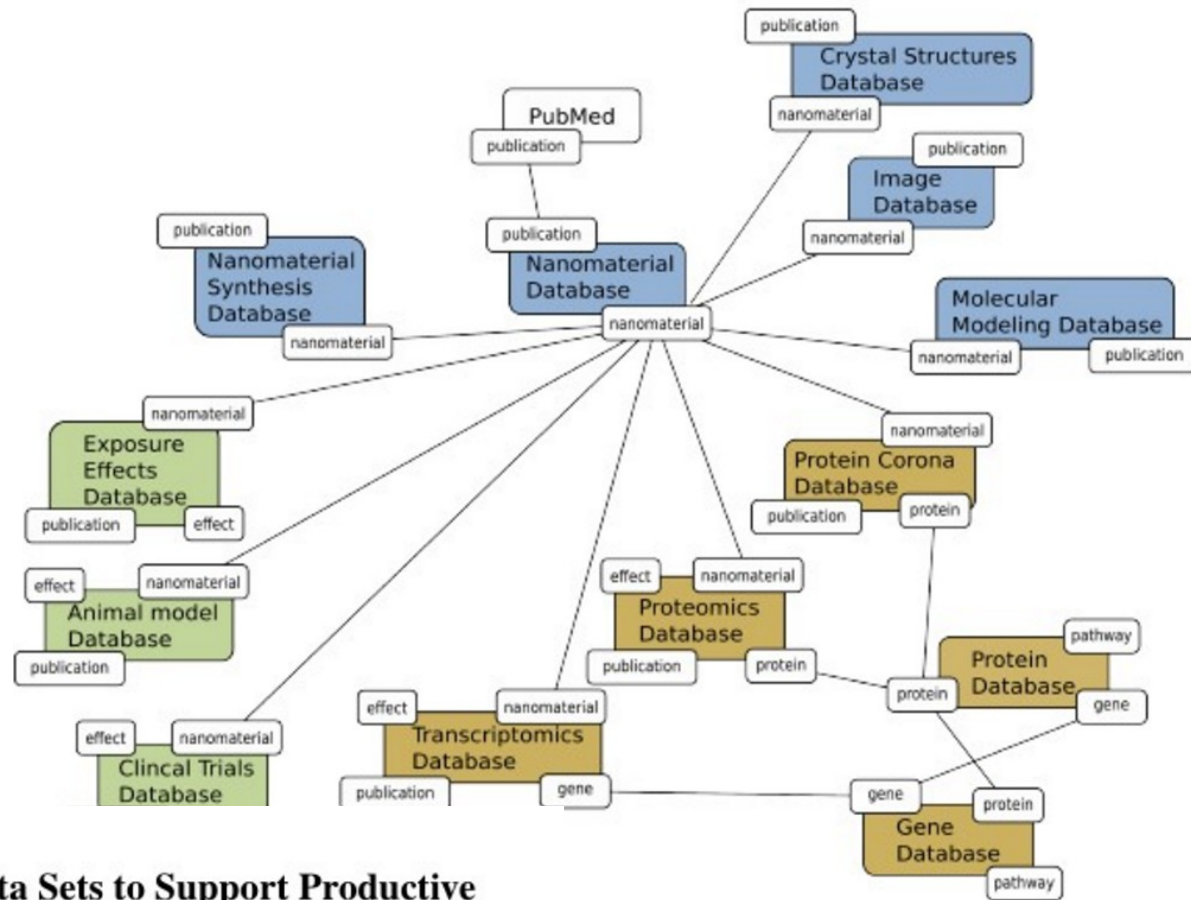 publication
Crystal Structures
Database
nanomaterial
PubMed
publication
publication
Image
Database
nanomaterial
publication
Nanomaterial
Synthesis
Database
nanomaterial
publication
Nanomaterial
Database
nanomaterial
Molecular
Modeling Database
nanomaterial
publication
nanomaterial
Exposure
Effects
Database
publication
effect
nanomaterial
Protein Corona
Database
publication
protein
effect
nanomaterial
Animal model
Database
publication
effect
nanomaterial
Proteomics
Database
publication
protein
pathway
Protein
Database
protein
gene
effect
nanomaterial
Clincal Trials
Database
effect
nanomaterial
Transcriptomics
Database
publication
gene
gene
protein
Gene
Database
pathway
ta Sets to Support Productive